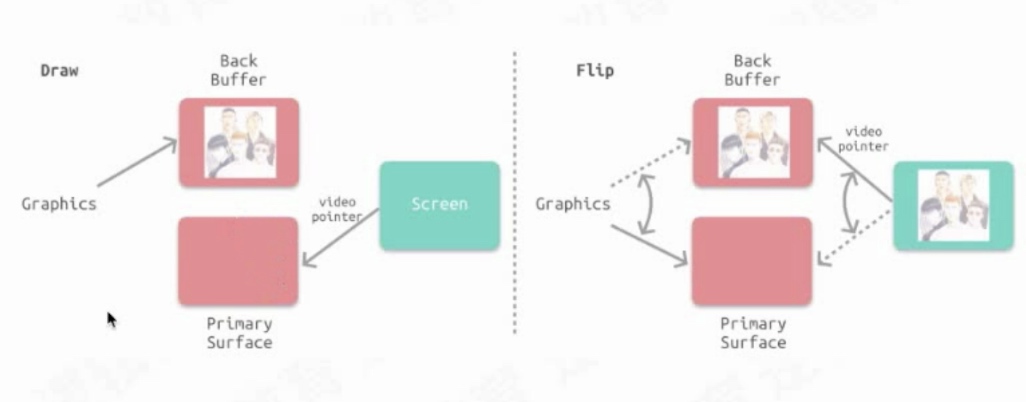 Draw
Back
Buffer
Graphics
video
pointer
Screen
Primary
Surface
Flip
Back
Buffer
video
pointer
Graphics
Primary
Surface